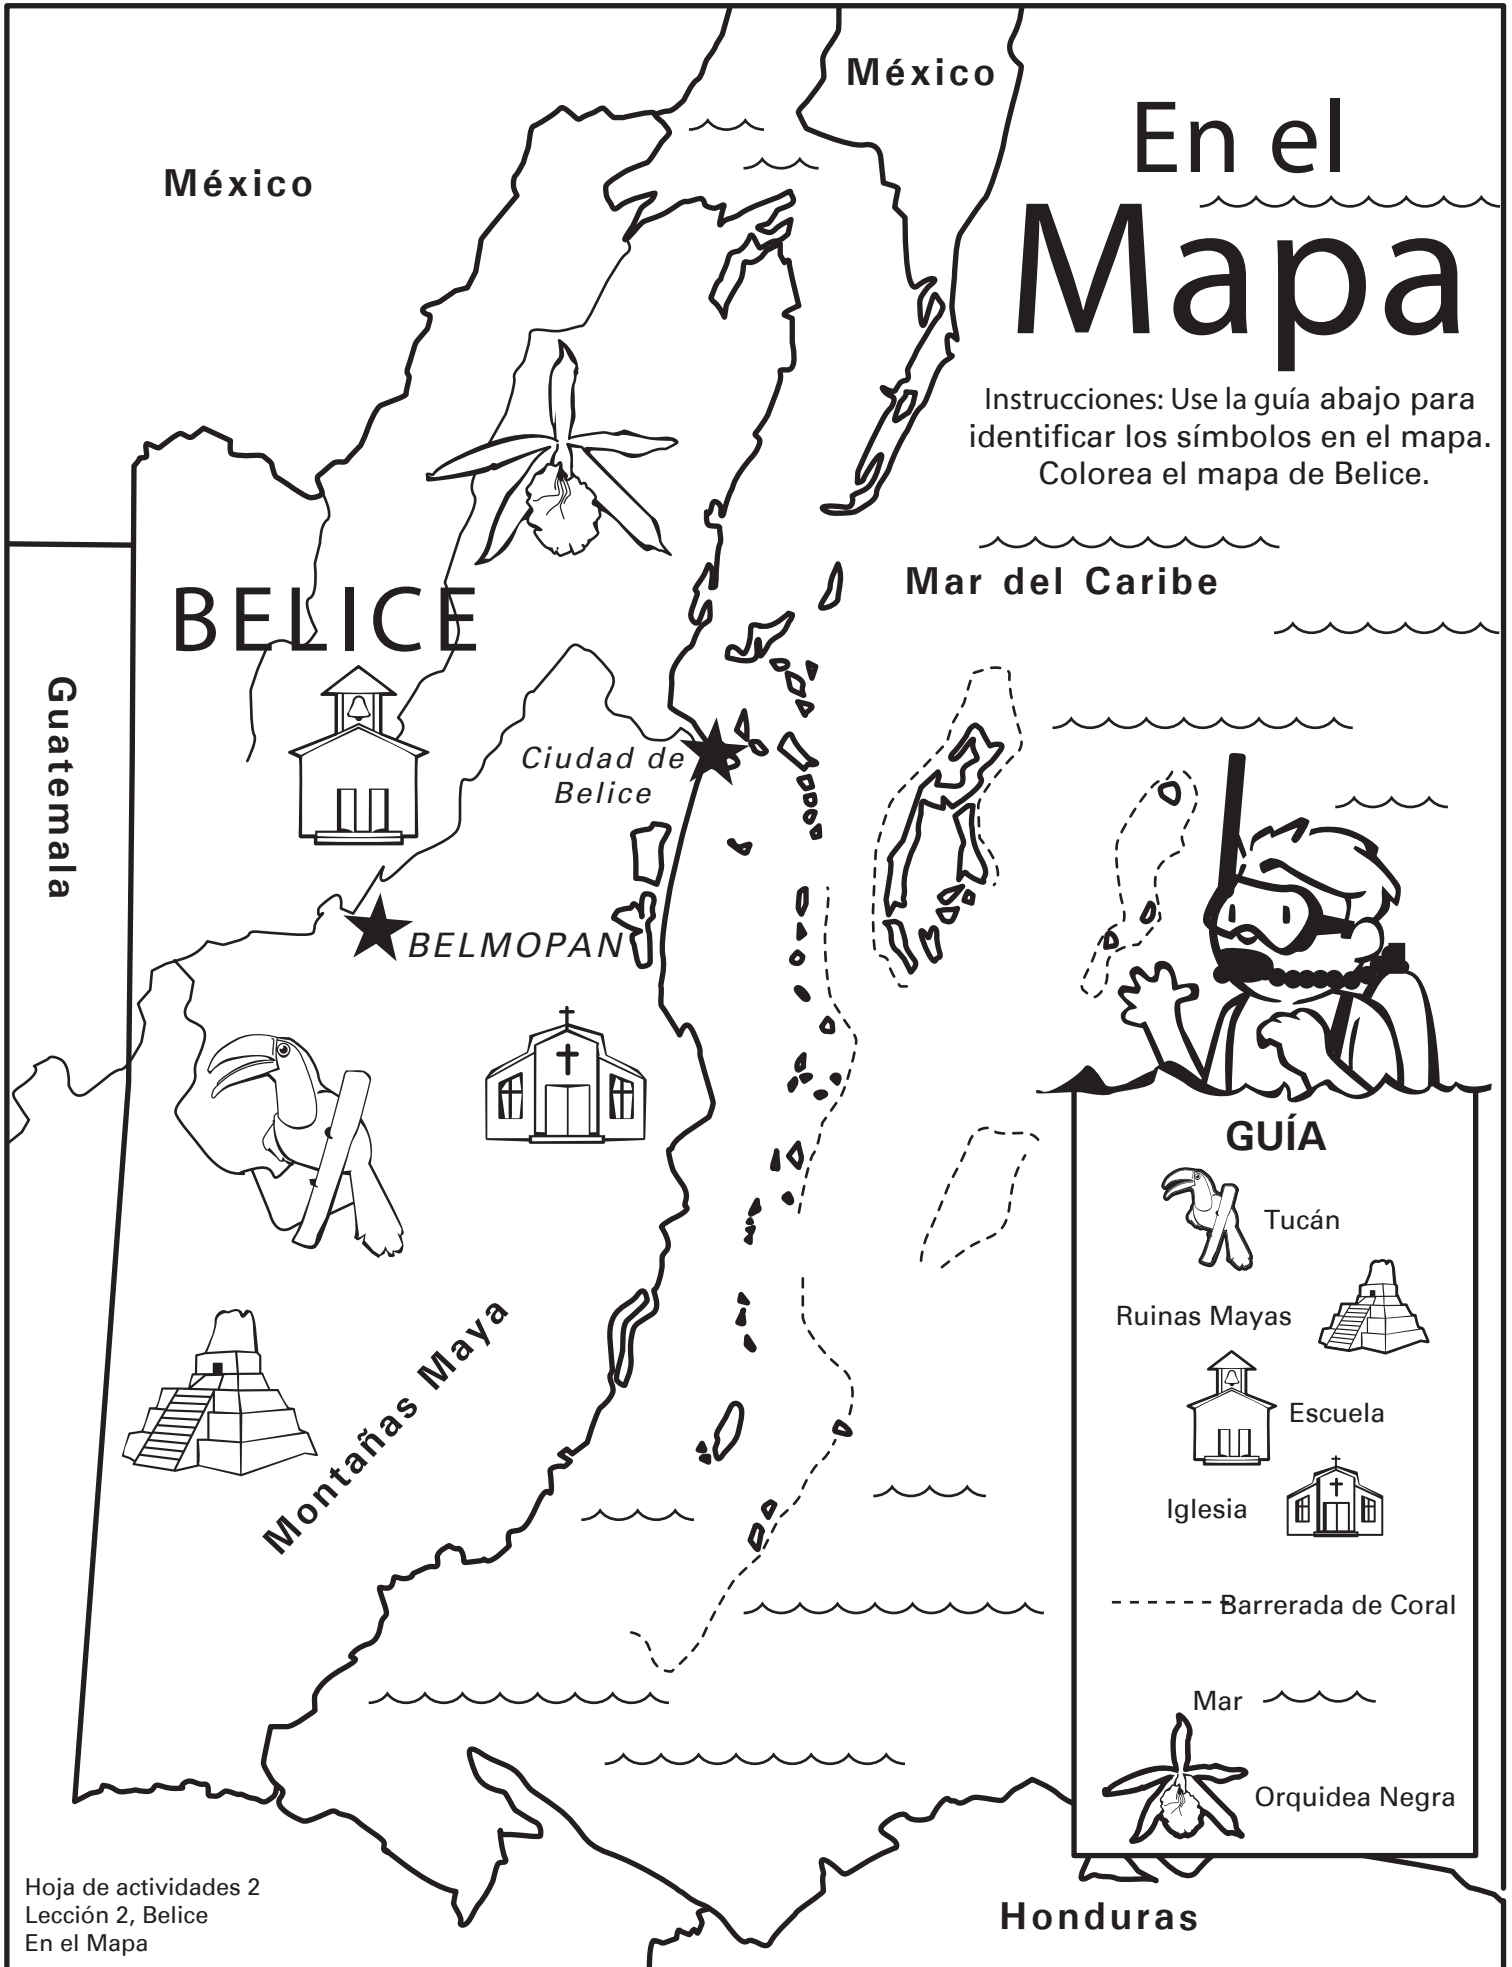 México
México
En el
Mapa
Instrucciones: Use la guía abajo para
identificar los símbolos en el mapa.
Colorea el mapa de Belice.
Mar del Caribe
BELICE
Guatemala
Ciudad de
Belice
BELMOPAN
Montañas Maya
GUÍA
Tucán
Ruinas Mayas
Escuela
Iglesia
Barrerada de Coral
Mar
Orquidea Negra
Honduras
Hoja de actividades 2
Lección 2, Belice
En el Mapa